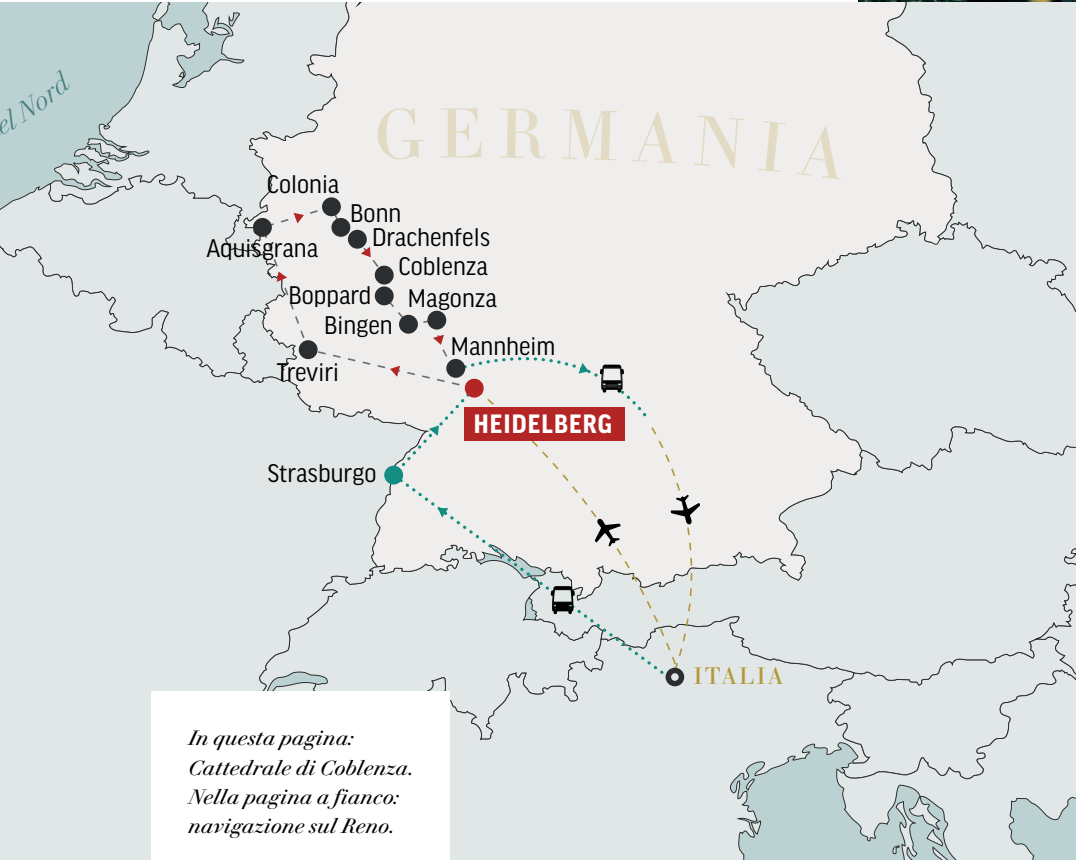 el Nord
GERMANIA
Colonia
Bonn
Drachenfels
Aquisgrana
Coblenza
Boppard
Magonza
Bingen
Mannheim
Treviri
HEIDELBERG
Strasburgo
ITALIA
In questa pagina:
Cattedrale di Coblenza.
Nella pagina a fianco:
navigazione sul Reno.